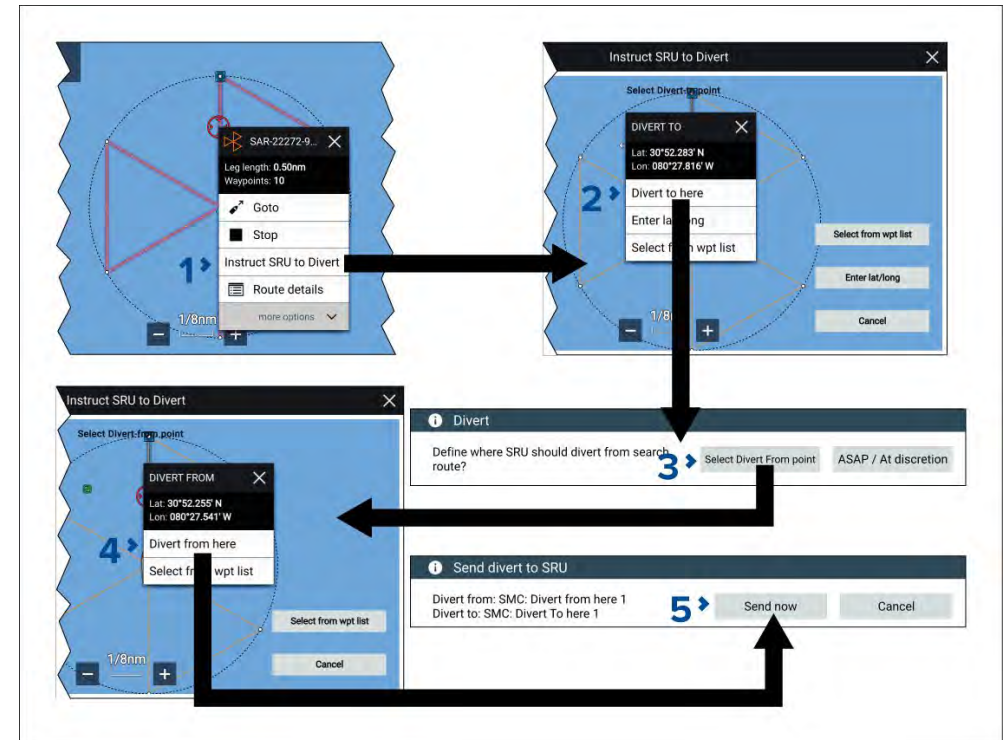 SAR-22272-9...
Leg length: 0.50nm
Waypoints: 10
Goto
Stop
1 Instruct SRU to Divert
Route details
more options
1/8nm
Instruct SRU to Divert
Select Divert
DIVERT TO
Lat: 30°52.283' N
Lon: 080°27.816' W
2 Divert to here
Enter
Select wpt list
Select from wpt list
Enter lat/long
Cancel
Divert
Define where SRU should divert from search
route?
3 Select Divert From point
ASAP / At discretion
Instruct SRU to Divert
Select Divert-from point
DIVERT FROM
Lat: 30°52.255' N
Lon: 080°27.541' W
4 Divert from here
Select wpt list
Select from wpt list
Cancel
1/8nm
Send divert to SRU
Divert from: SMC: Divert from here 1
Divert to: SMC: Divert To here 1
5 Send now
Cancel